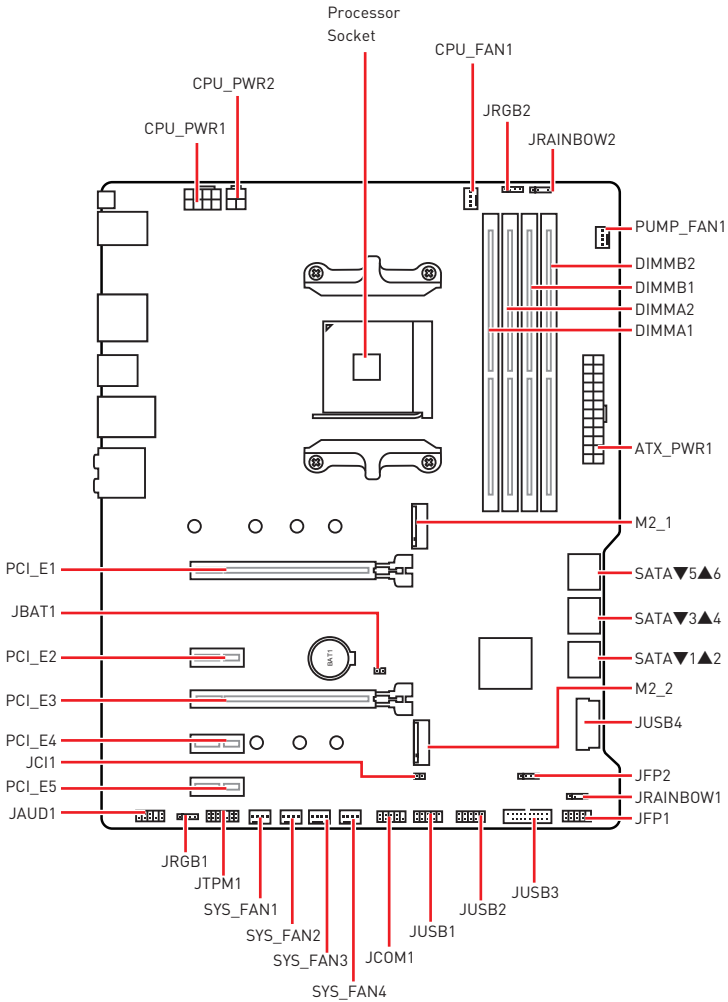 Processor
Socket
CPU_FAN1
CPU_PWR2
JRGB2
CPU_PWR1
JRAINBOW2
PUMP_FAN1
DIMMB2
DIMMB1
DIMMA2
DIMMA1
ATX_PWR1
M2_1
PCI_E1
SATA▼5▲6
JBAT1
SATA▼3▲4
PCI_E2
BAT1
SATA▼1▲2
PCI_E3
M2_2
JUSB4
PCI_E4
JCI1
JFP2
PCI_E5
JRAINBOW1
JAUD1
JFP1
JRGB1
JTPM1
JUSB3
SYS_FAN1
JUSB2
SYS_FAN2
JUSB1
SYS_FAN3
JCOM1
SYS_FAN4